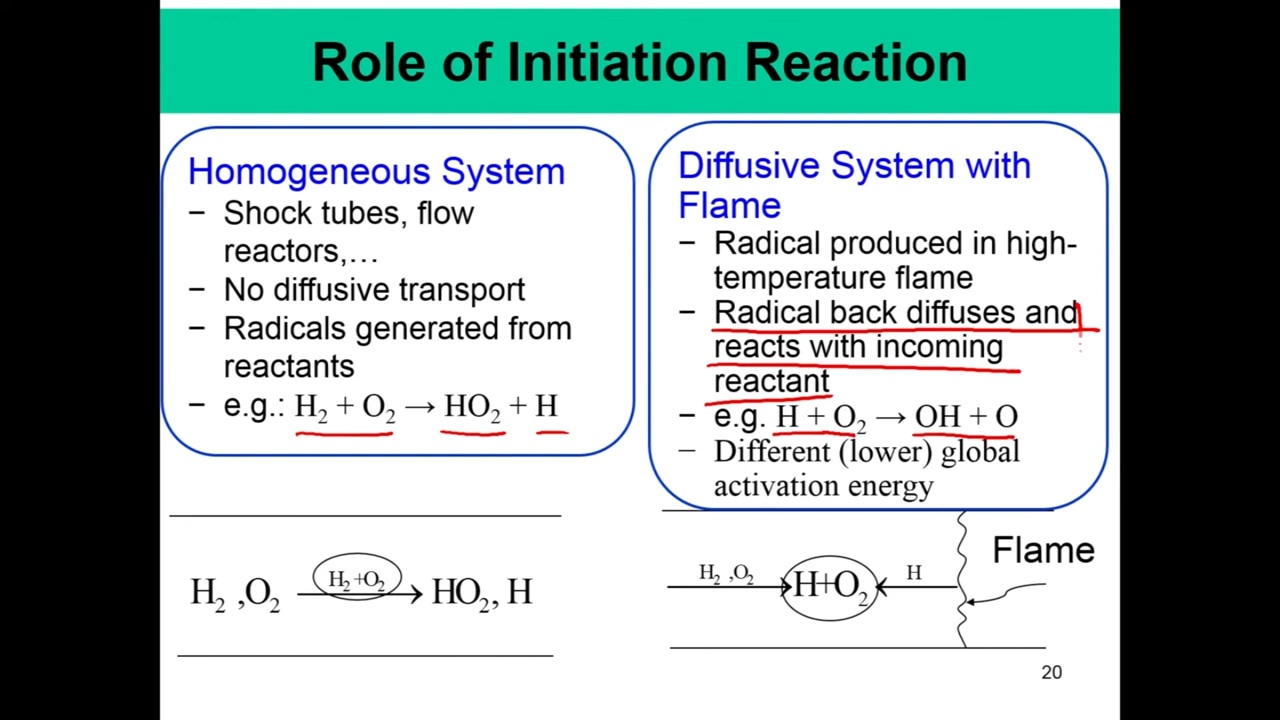 Role of Initiation Reaction
Homogeneous System
− Shock tubes, flow
reactors,…
− No diffusive transport
− Radicals generated from
reactants
− e.g.: H₂ + O₂ → HO₂ + H
Diffusive System with
Flame
− Radical produced in high-
temperature flame
− Radical back diffuses and
reacts with incoming
reactant
− e.g. H + O₂ → OH + O
− Different (lower) global
activation energy
H₂ ,O₂ H₂+O₂ HO₂, H
H₂ ,O₂ H+O₂ H
Flame
20